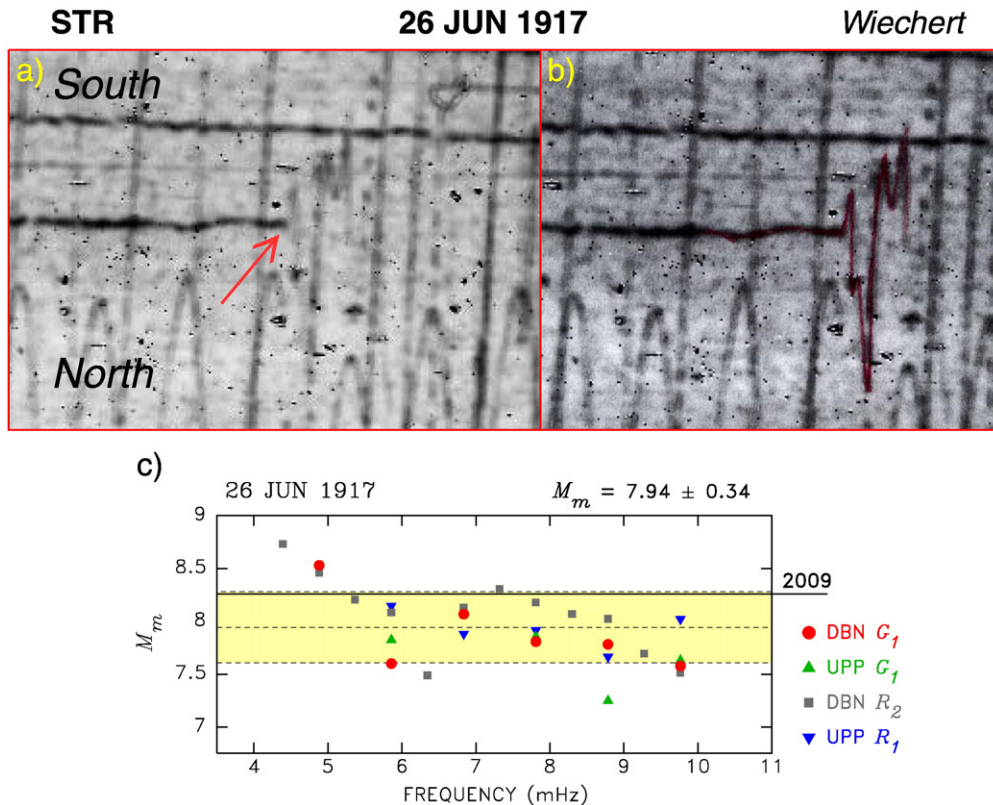 STR 26 JUN 1917 Wiechert
a) b)
South
North
c)
26 JUN 1917 M_m = 7.94 ± 0.34
9
8.5
8
7.5
7
M_m
2009
4 5 6 7 8 9 10 11
FREQUENCY (mHz)
DBN G_1
UPP G_1
DBN R_2
UPP R_1